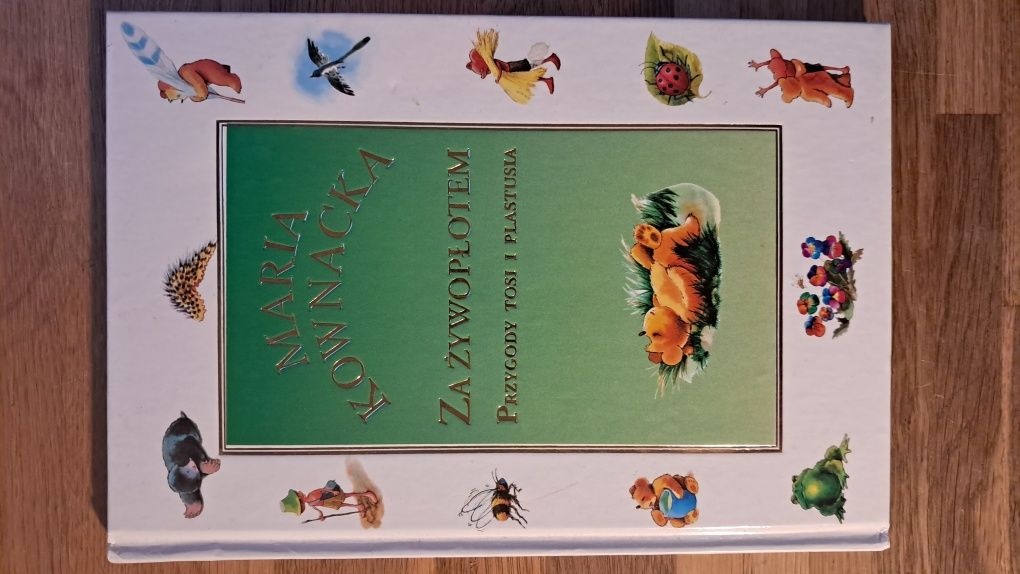 MARIA
KOWNACKA
ZA ŻYWOPŁOTEM
PRZYGODY TOSI I PLASTUSIA